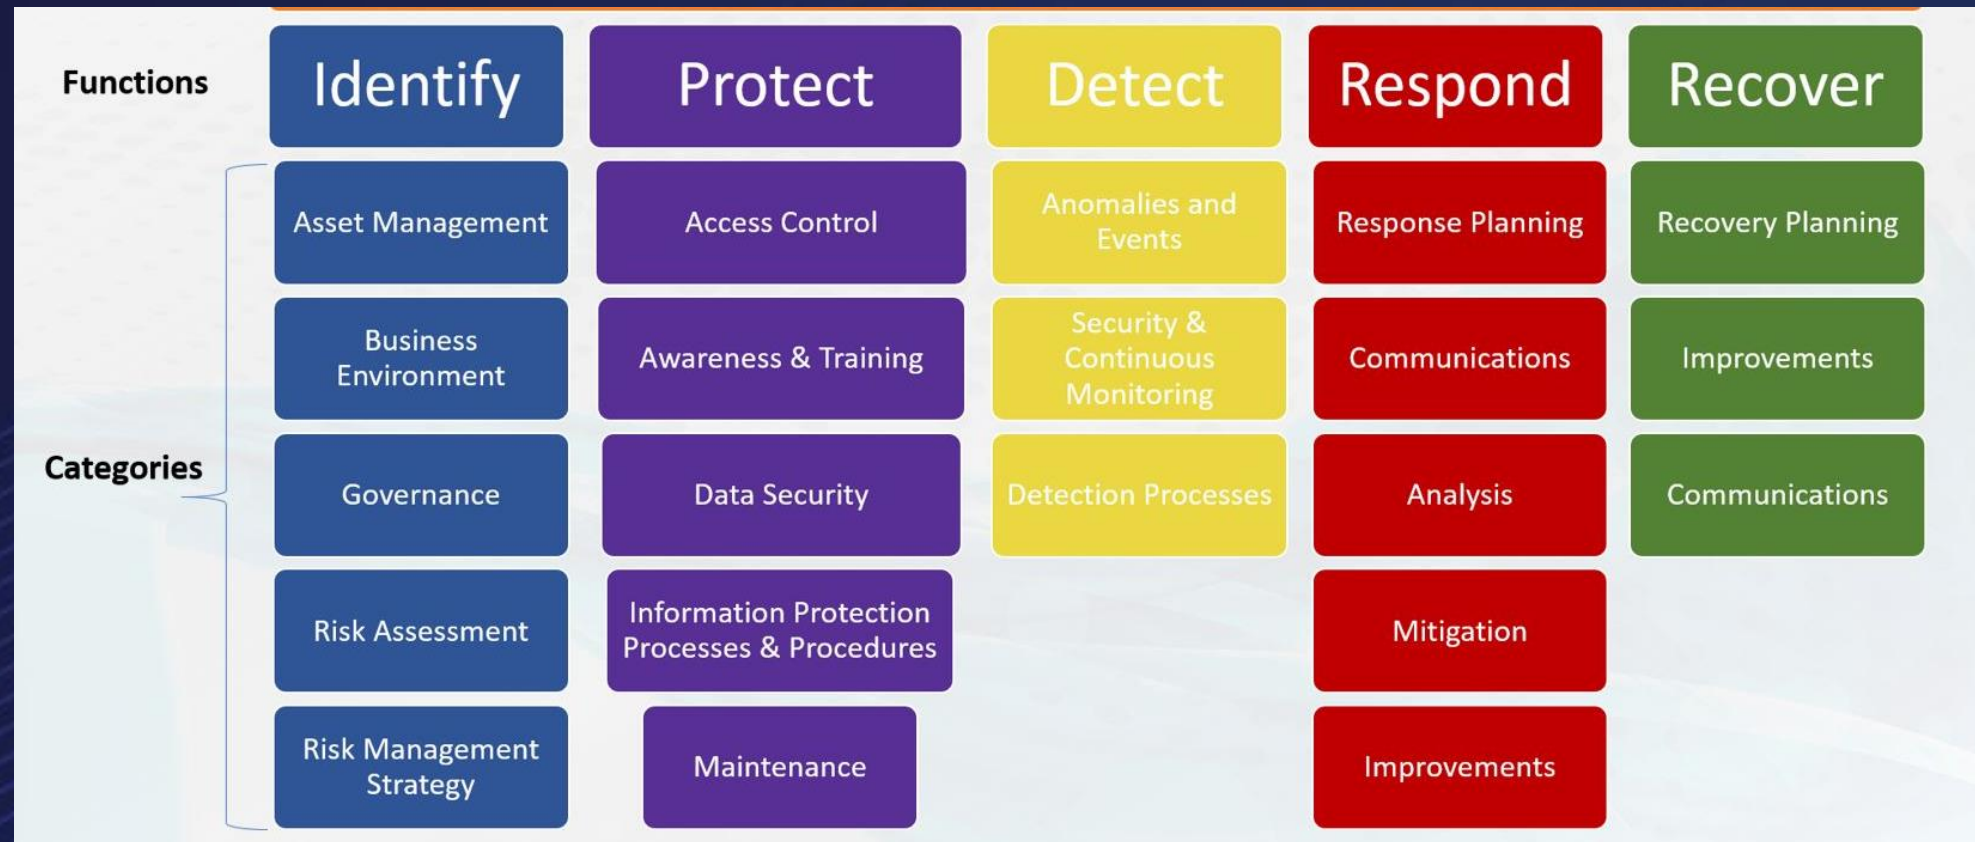 Functions
Identify
Protect
Detect
Respond
Recover
Categories
Asset Management
Access Control
Anomalies and
Events
Response Planning
Recovery Planning
Business
Environment
Awareness & Training
Security &
Continuous
Monitoring
Communications
Improvements
Governance
Data Security
Detection Processes
Analysis
Communications
Risk Assessment
Information Protection
Processes & Procedures
Mitigation
Risk Management
Strategy
Maintenance
Improvements